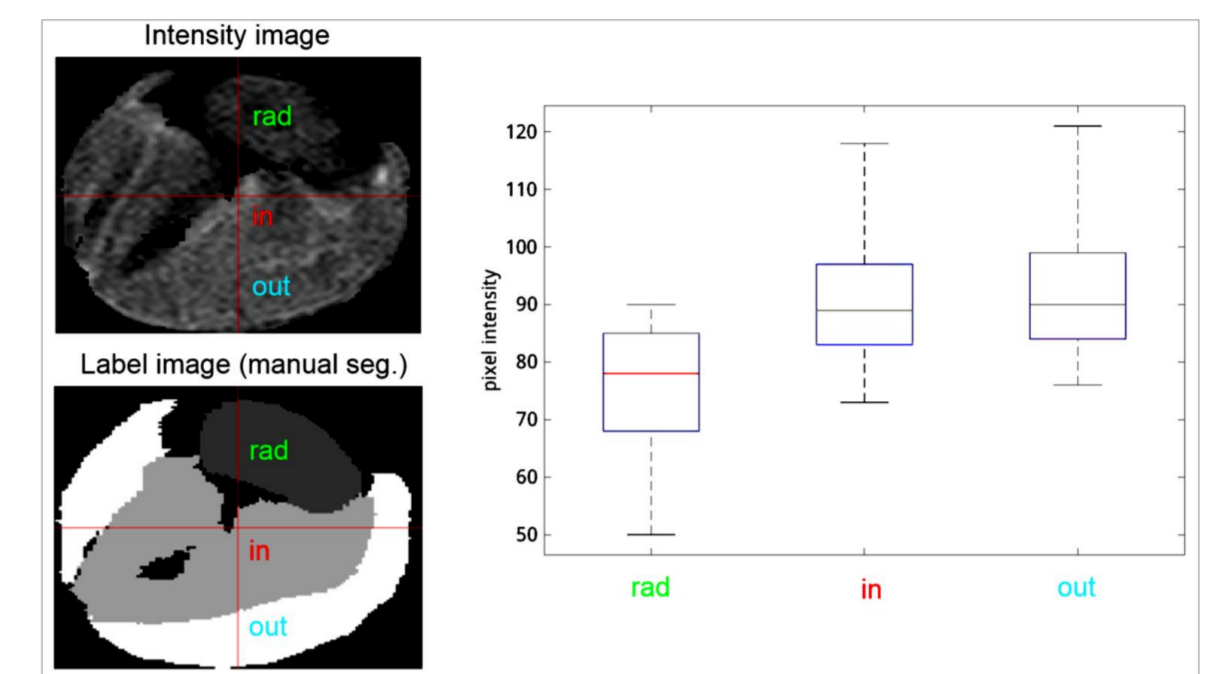 Intensity image
rad
in
out
Label image (manual seg.)
rad
in
out
pixel intensity
120
110
100
90
80
70
60
50
rad
in
out